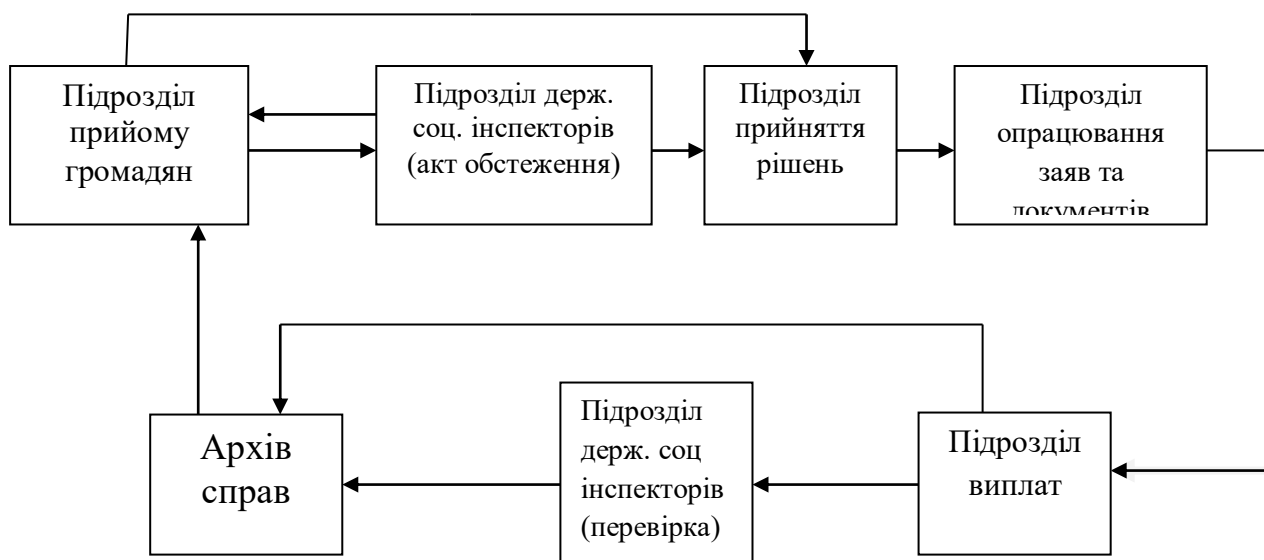 Підрозділ
прийому
громадян
Підрозділ держ.
соц. інспекторів
(акт обстеження)
Підрозділ
прийняття
рішень
Підрозділ
опрацювання
заяв та
документів
Архів
справ
Підрозділ
держ. соц
інспекторів
(перевірка)
Підрозділ
виплат